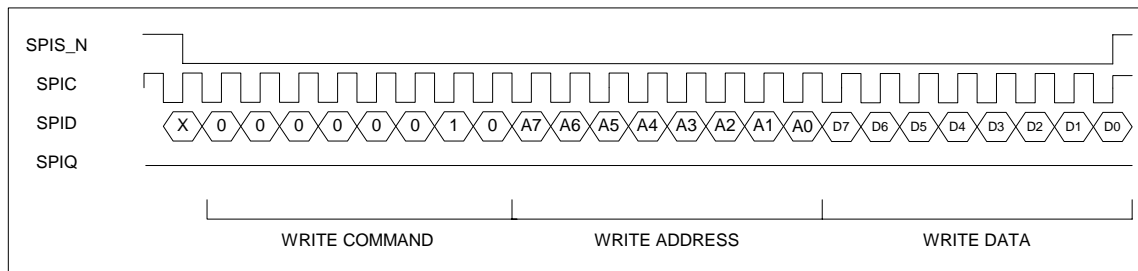 SPIS_N
SPIC
SPID X 0 0 0 0 0 0 1 0 A7 A6 A5 A4 A3 A2 A1 A0 D7 D6 D5 D4 D3 D2 D1 D0
SPIQ
WRITE COMMAND WRITE ADDRESS WRITE DATA